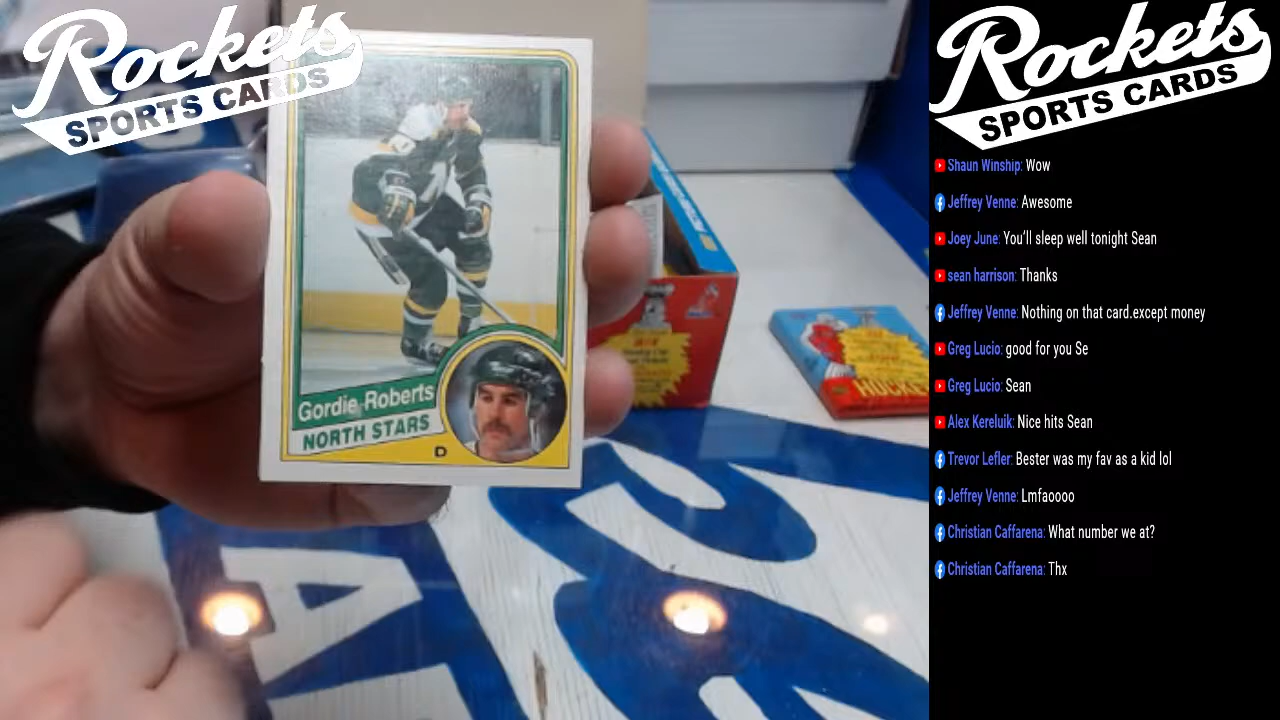 Rockets
SPORTS CARDS
Gordie Roberts
NORTH STARS
D
HOCKEY
Rockets
SPORTS CARDS
Shaun Winship: Wow
Jeffrey Venne: Awesome
Joey June: You'll sleep well tonight Sean
sean harrison: Thanks
Jeffrey Venne: Nothing on that card.except money
Greg Lucio: good for you Se
Greg Lucio: Sean
Alex Kereluik: Nice hits Sean
Trevor Lefler: Bester was my fav as a kid lol
Jeffrey Venne: Lmfaoooo
Christian Caffarena: What number we at?
Christian Caffarena: Thx